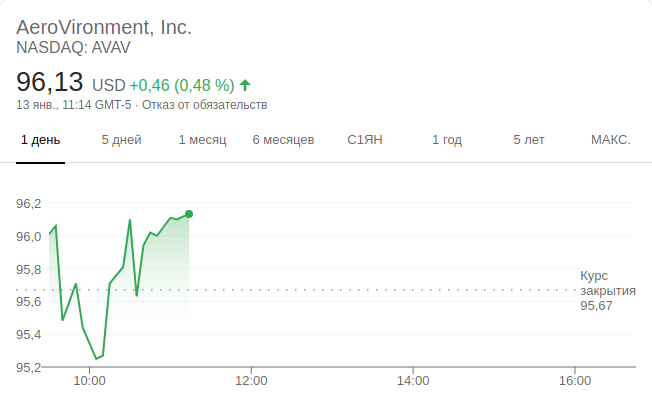 AeroVironment, Inc.
NASDAQ: AVAV
96,13 USD +0,46 (0,48 %)
13 янв., 11:14 GMT-5 · Отказ от обязательств
1 день 5 дней 1 месяц 6 месяцев С1ЯН 1 год 5 лет МАКС.
96,2
96,0
95,8
95,6
95,4
95,2
Курс
закрытия
95,67
10:00 12:00 14:00 16:00